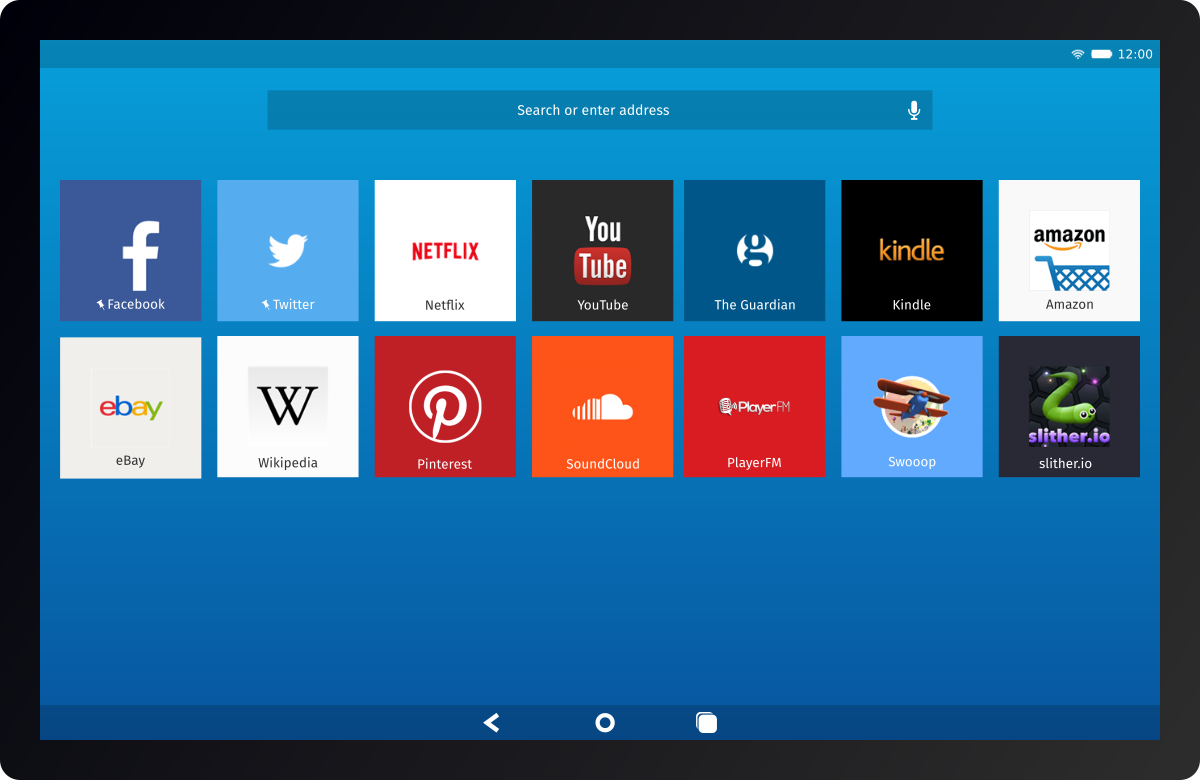 12:00
Search or enter address
Facebook
Twitter
NETFLIX
Netflix
You
Tube
YouTube
The Guardian
kindle
Kindle
amazon
Amazon
ebay
eBay
W
Wikipedia
Pinterest
SoundCloud
PlayerFM
PlayerFM
Swooop
slither.io
slither.io